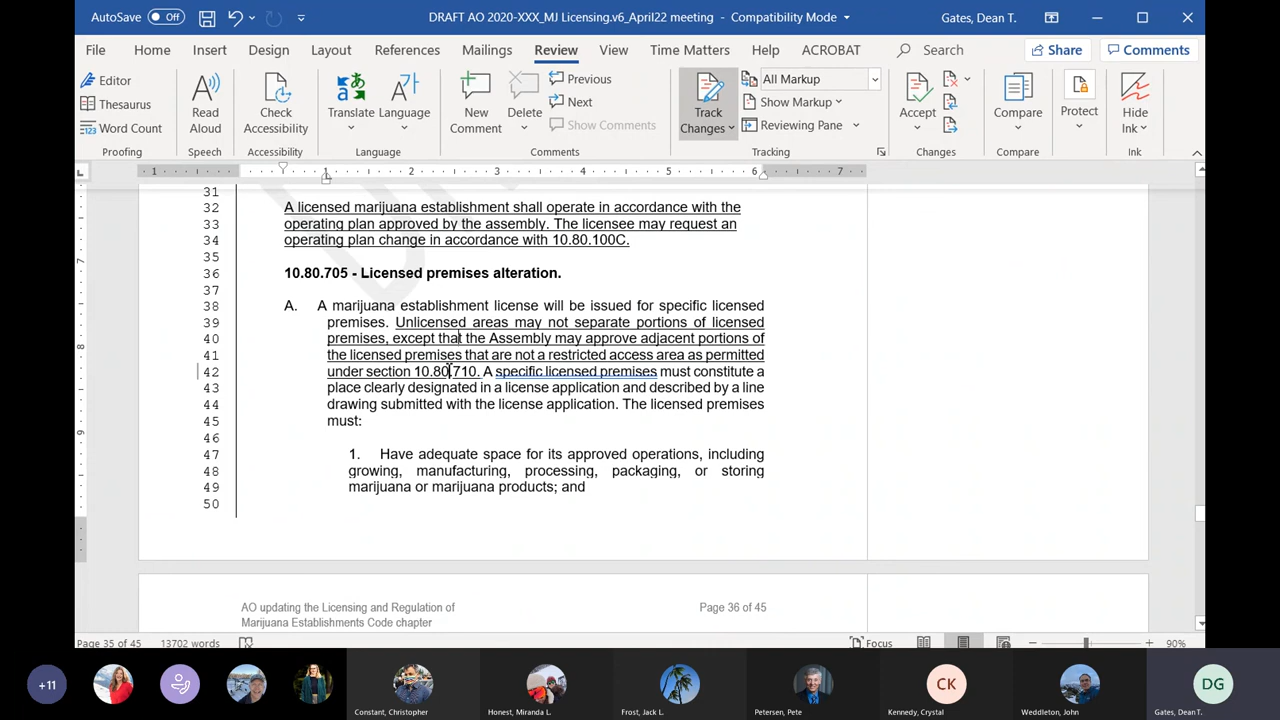 AutoSave Off DRAFT AO 2020-XXX_MJ Licensing.v6_April22 meeting - Compatibility Mode Gates, Dean T.
File Home Insert Design Layout References Mailings Review View Time Matters Help ACROBAT Search Share Comments
Editor
Thesaurus
Word Count
Proofing
Read Aloud
Speech
Check Accessibility
Accessibility
Translate Language
Language
New Comment
Delete
Previous
Next
Show Comments
Comments
Track Changes
All Markup
Show Markup
Reviewing Pane
Tracking
Accept
Changes
Compare
Compare
Protect
Hide Ink
Ink
1 1 2 3 4 5 6 7
31
32 A licensed marijuana establishment shall operate in accordance with the
33 operating plan approved by the assembly. The licensee may request an
34 operating plan change in accordance with 10.80.100C.
35
36 10.80.705 - Licensed premises alteration.
37
38 A. A marijuana establishment license will be issued for specific licensed
39 premises. Unlicensed areas may not separate portions of licensed
40 premises, except that the Assembly may approve adjacent portions of
41 the licensed premises that are not a restricted access area as permitted
42 under section 10.80.710. A specific licensed premises must constitute a
43 place clearly designated in a license application and described by a line
44 drawing submitted with the license application. The licensed premises
45 must:
46
47 1. Have adequate space for its approved operations, including
48 growing, manufacturing, processing, packaging, or storing
49 marijuana or marijuana products; and
50
7
8
9
AO updating the Licensing and Regulation of Page 36 of 45
Marijuana Establishments Code chapter
Page 35 of 45 13702 words Focus 90%
+11 CK DG
Constant, Christopher Honest, Miranda L. Frost, Jack L. Petersen, Pete Kennedy, Crystal Weddleton, John Gates, Dean T.